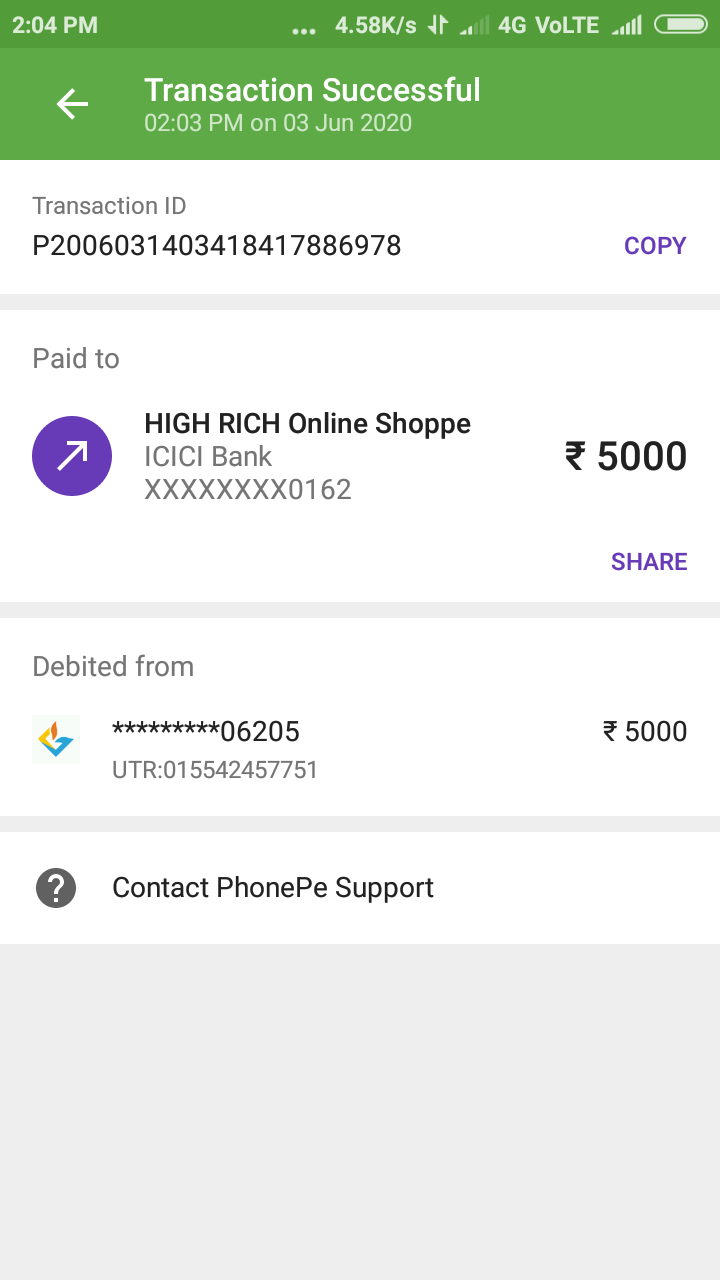 2:04 PM ... 4.58K/s 4G VoLTE
Transaction Successful
02:03 PM on 03 Jun 2020
Transaction ID
P2006031403418417886978 COPY
Paid to
HIGH RICH Online Shoppe
ICICI Bank ₹ 5000
XXXXXXXX0162
SHARE
Debited from
*********06205 ₹ 5000
UTR:015542457751
? Contact PhonePe Support